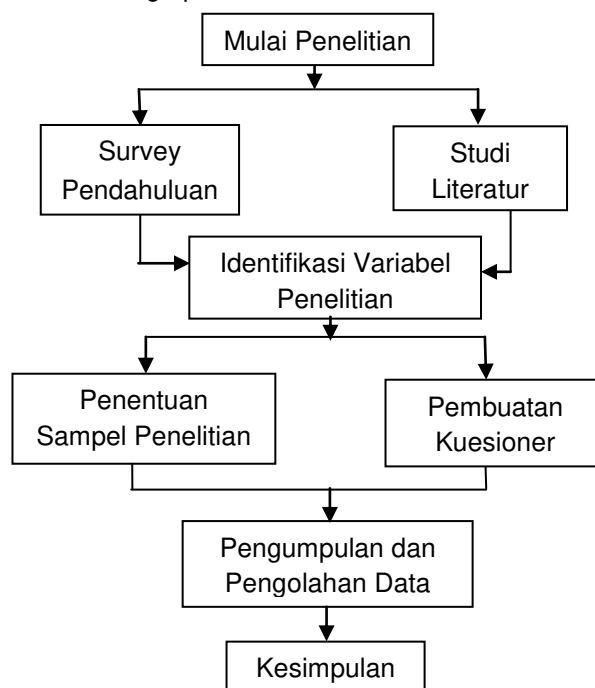 Mulai Penelitian
Survey
Pendahuluan
Studi
Literatur
Identifikasi Variabel
Penelitian
Penentuan
Sampel Penelitian
Pembuatan
Kuesioner
Pengumpulan dan
Pengolahan Data
Kesimpulan